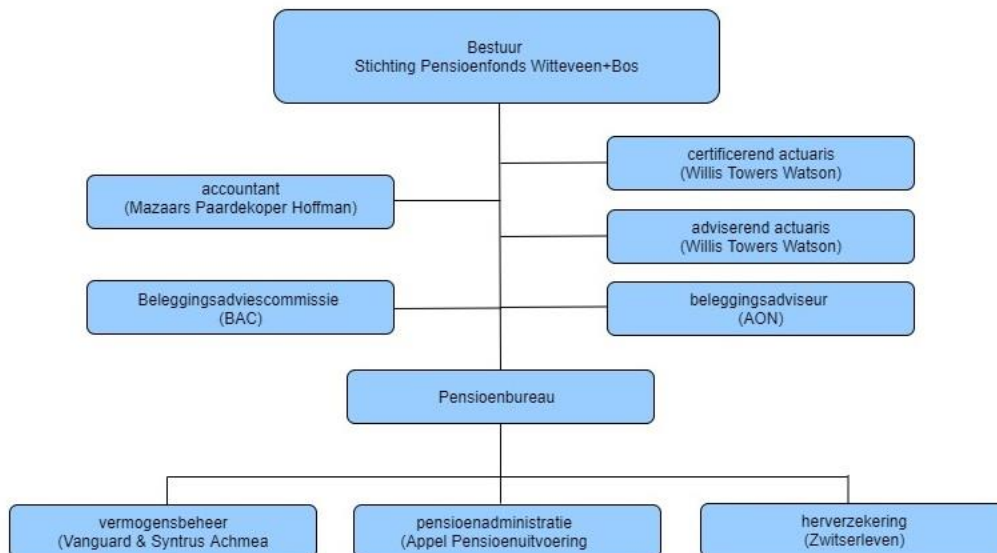 Bestuur
Stichting Pensioenfonds Witteveen+Bos
certificerend actuaris
(Willis Towers Watson)
accountant
(Mazaars Paardekoper Hoffman)
adviserend actuaris
(Willis Towers Watson)
Beleggingsadviescommissie
(BAC)
beleggingsadviseur
(AON)
Pensioenbureau
vermogensbeheer
(Vanguard & Syntrus Achmea
pensioenadministratie
(Appel Pensioenuitvoering
herverzekering
(Zwitserleven)